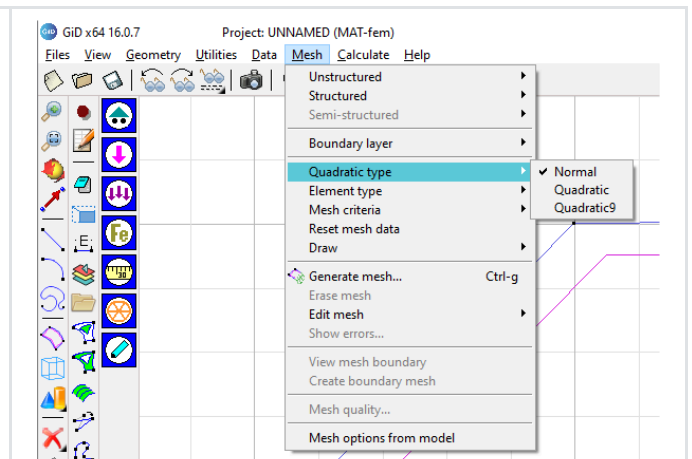 GiD x64 16.0.7 Project: UNNAMED (MAT-fem)
Files View Geometry Utilities Data Mesh Calculate Help
Unstructured
Structured
Semi-structured
Boundary layer
Quadratic type
Normal
Element type
Quadratic
Mesh criteria
Quadratic9
Reset mesh data
Draw
Generate mesh... Ctrl-g
Erase mesh
Edit mesh
Show errors...
View mesh boundary
Create boundary mesh
Mesh quality...
Mesh options from model
:E:
Fe
30